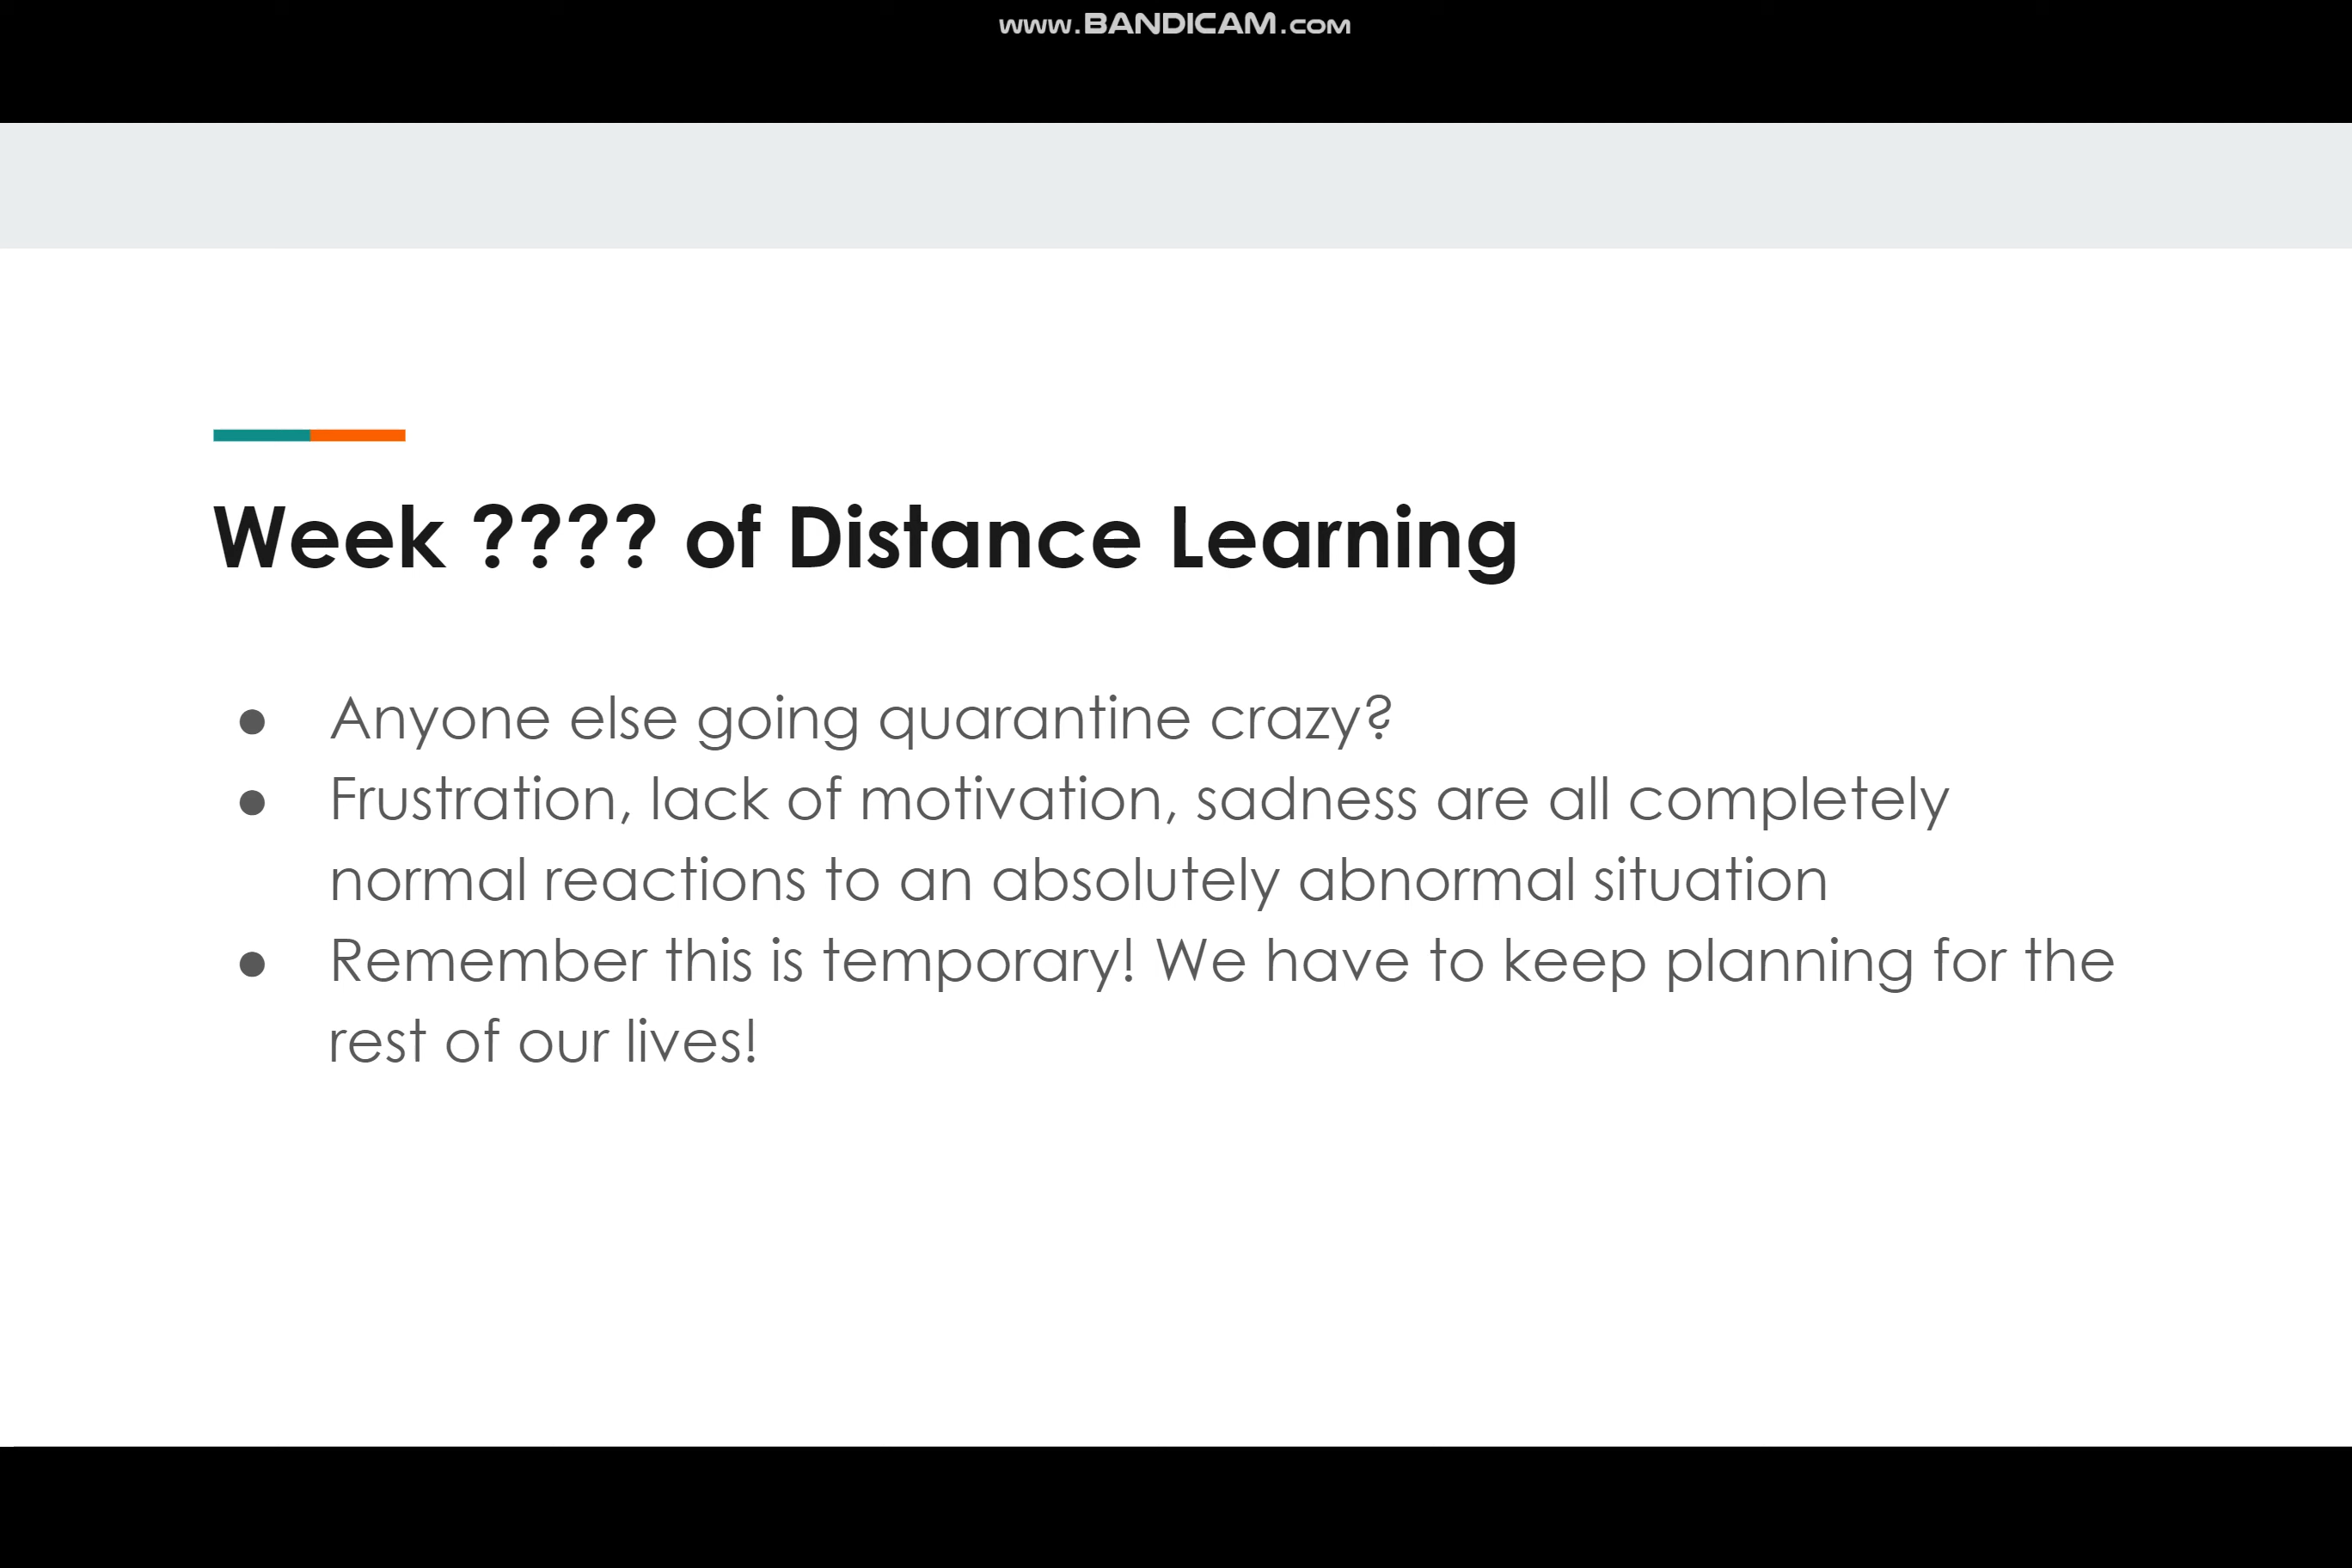 www.BANDICAM.com
Week ???? of Distance Learning
● Anyone else going quarantine crazy?
● Frustration, lack of motivation, sadness are all completely
normal reactions to an absolutely abnormal situation
● Remember this is temporary! We have to keep planning for the
rest of our lives!